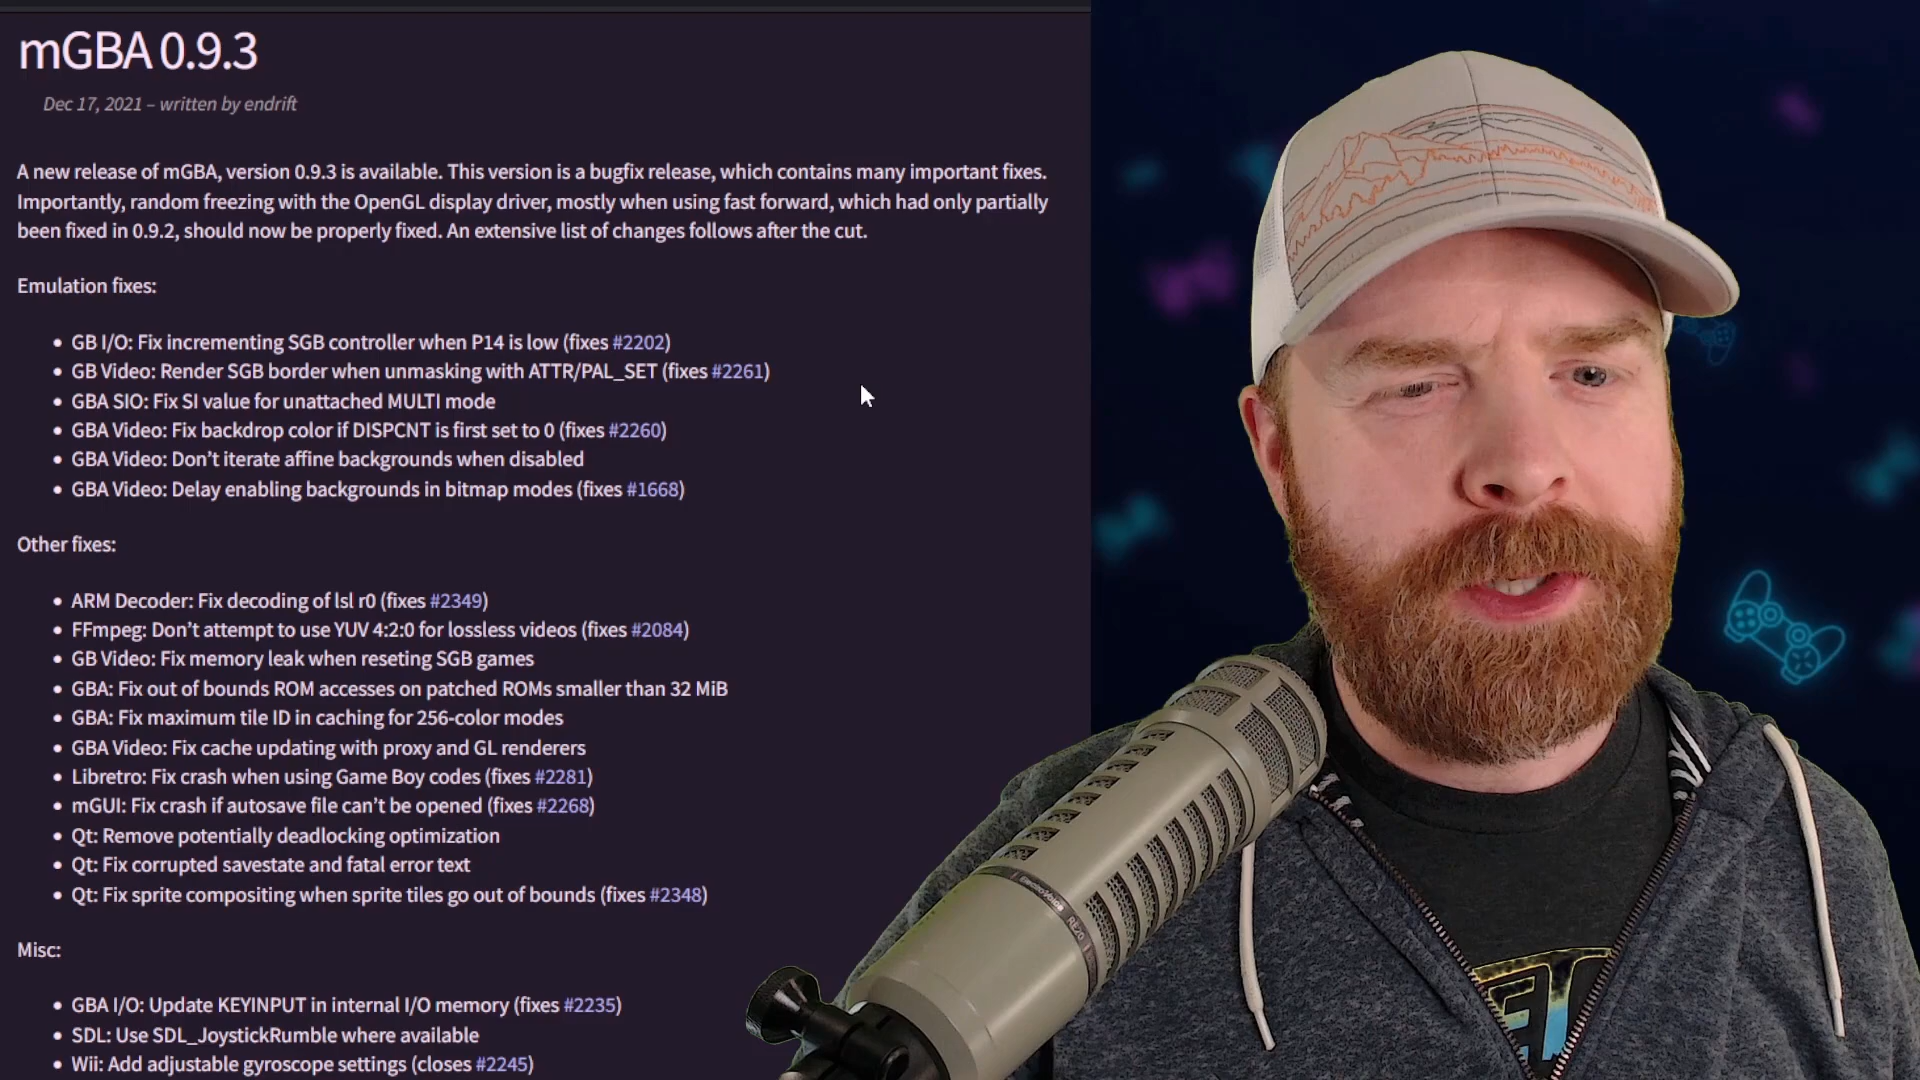 mGBA 0.9.3
Dec 17, 2021 – written by endrift
A new release of mGBA, version 0.9.3 is available. This version is a bugfix release, which contains many important fixes.
Importantly, random freezing with the OpenGL display driver, mostly when using fast forward, which had only partially
been fixed in 0.9.2, should now be properly fixed. An extensive list of changes follows after the cut.
Emulation fixes:
• GB I/O: Fix incrementing SGB controller when P14 is low (fixes #2202)
• GB Video: Render SGB border when unmasking with ATTR/PAL_SET (fixes #2261)
• GBA SIO: Fix SI value for unattached MULTI mode
• GBA Video: Fix backdrop color if DISPCNT is first set to 0 (fixes #2260)
• GBA Video: Don’t iterate affine backgrounds when disabled
• GBA Video: Delay enabling backgrounds in bitmap modes (fixes #1668)
Other fixes:
• ARM Decoder: Fix decoding of lsl r0 (fixes #2349)
• FFmpeg: Don’t attempt to use YUV 4:2:0 for lossless videos (fixes #2084)
• GB Video: Fix memory leak when reseting SGB games
• GBA: Fix out of bounds ROM accesses on patched ROMs smaller than 32 MiB
• GBA: Fix maximum tile ID in caching for 256-color modes
• GBA Video: Fix cache updating with proxy and GL renderers
• Libretro: Fix crash when using Game Boy codes (fixes #2281)
• mGUI: Fix crash if autosave file can’t be opened (fixes #2268)
• Qt: Remove potentially deadlocking optimization
• Qt: Fix corrupted savestate and fatal error text
• Qt: Fix sprite compositing when sprite tiles go out of bounds (fixes #2348)
Misc:
• GBA I/O: Update KEYINPUT in internal I/O memory (fixes #2235)
• SDL: Use SDL_JoystickRumble where available
• Wii: Add adjustable gyroscope settings (closes #2245)
ElectroVoice RE20